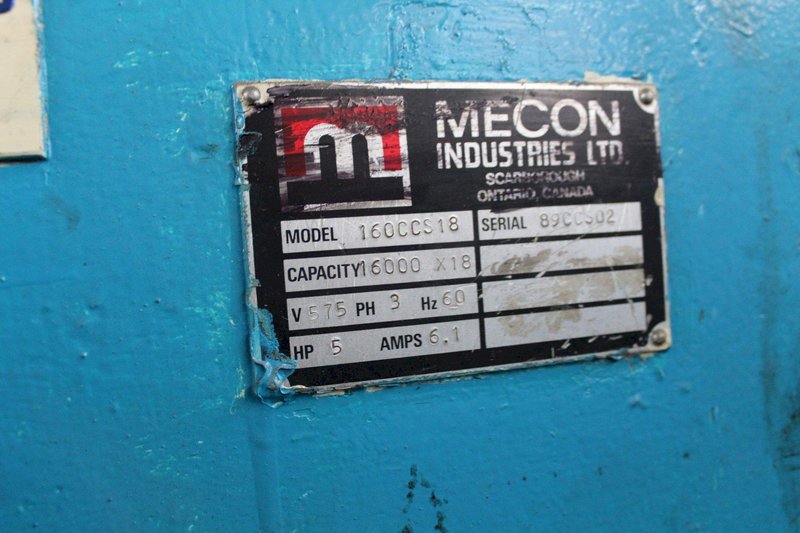 MECON
INDUSTRIES LTD.
SCARBOROUGH
ONTARIO, CANADA
MODEL 160CCS18 SERIAL 89CCS02
CAPACITY 16000 X18
V 575 PH 3 Hz 60
HP 5 AMPS 6.1